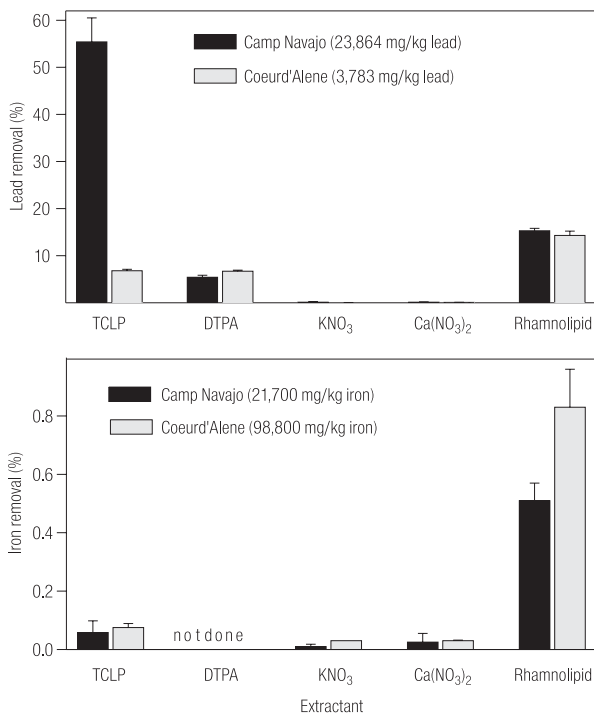 60
50
40
30
20
10
Lead removal (%)
Camp Navajo (23,864 mg/kg lead)
Coeurd'Alene (3,783 mg/kg lead)
TCLP DTPA KNO₃ Ca(NO₃)₂ Rhamnolipid
0.8
0.6
0.4
0.2
0.0
Iron removal (%)
Camp Navajo (21,700 mg/kg iron)
Coeurd'Alene (98,800 mg/kg iron)
not done
TCLP DTPA KNO₃ Ca(NO₃)₂ Rhamnolipid
Extractant